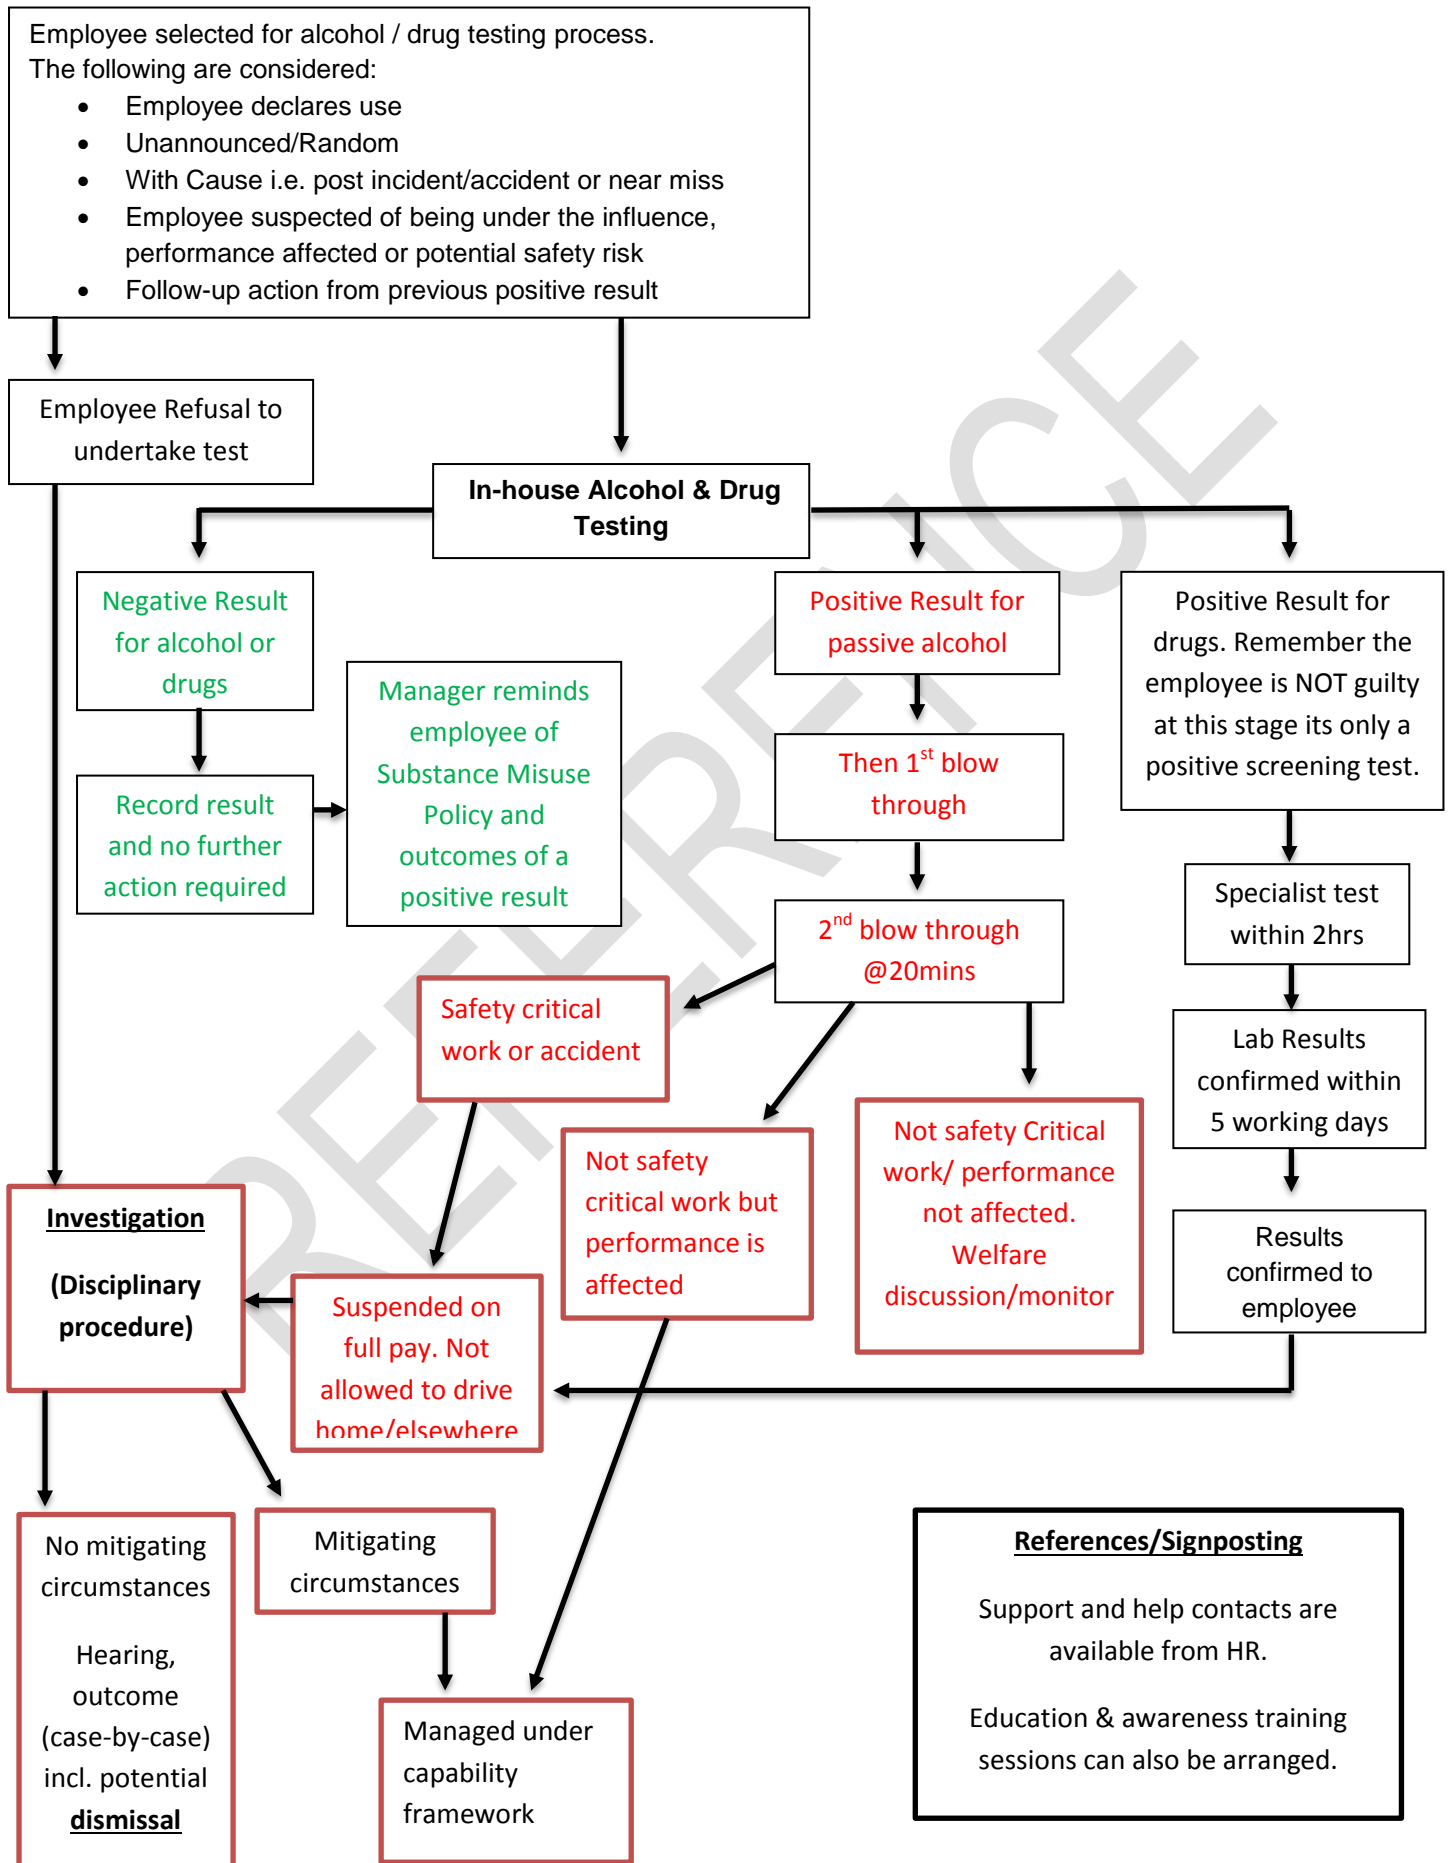 Employee selected for alcohol / drug testing process.
The following are considered:
• Employee declares use
• Unannounced/Random
• With Cause i.e. post incident/accident or near miss
• Employee suspected of being under the influence,
performance affected or potential safety risk
• Follow-up action from previous positive result
Employee Refusal to
undertake test
In-house Alcohol & Drug
Testing
Negative Result
for alcohol or
drugs
Record result
and no further
action required
Manager reminds
employee of
Substance Misuse
Policy and
outcomes of a
positive result
Positive Result for
passive alcohol
Then 1st blow
through
2nd blow through
@20mins
Positive Result for
drugs. Remember the
employee is NOT guilty
at this stage its only a
positive screening test.
Specialist test
within 2hrs
Lab Results
confirmed within
5 working days
Results
confirmed to
employee
Safety critical
work or accident
Not safety
critical work but
performance is
affected
Not safety Critical
work/ performance
not affected.
Welfare
discussion/monitor
Investigation
(Disciplinary
procedure)
Suspended on
full pay. Not
allowed to drive
home/elsewhere
No mitigating
circumstances
Hearing,
outcome
(case-by-case)
incl. potential
dismissal
Mitigating
circumstances
Managed under
capability
framework
References/Signposting
Support and help contacts are
available from HR.
Education & awareness training
sessions can also be arranged.
REFERENCE